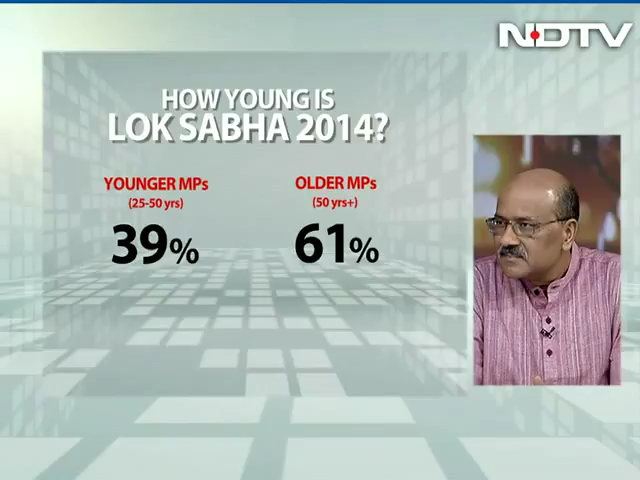 NDTV
HOW YOUNG IS
LOK SABHA 2014?
YOUNGER MPs
(25-50 yrs)
39%
OLDER MPs
(50 yrs+)
61%